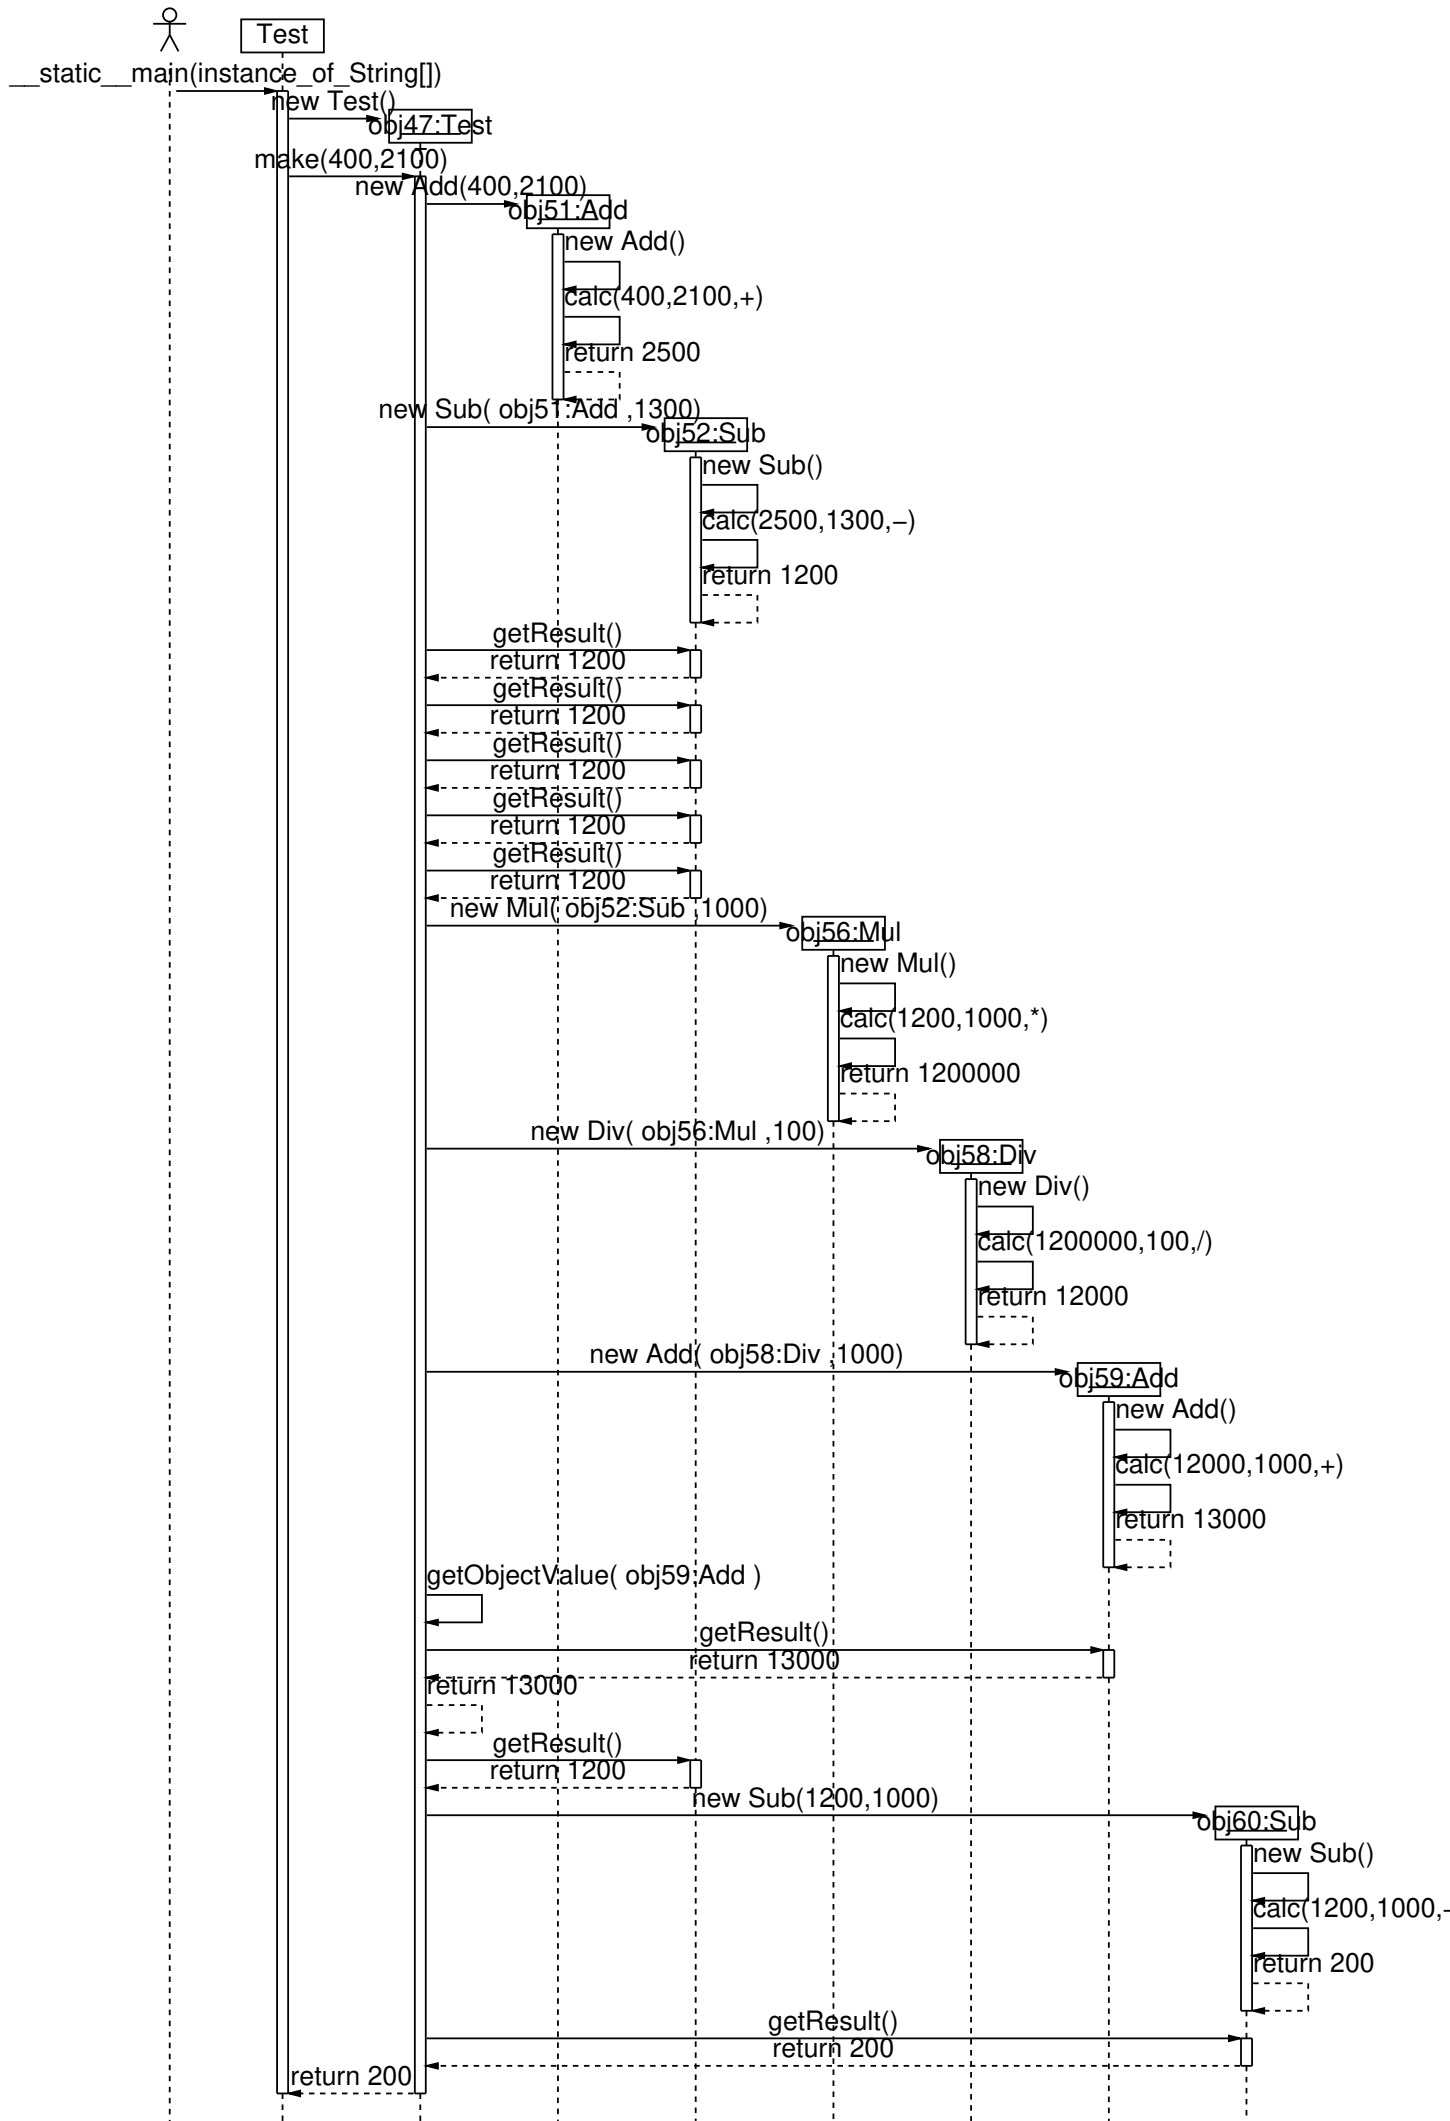 Test
__static__main(instance_of_String[])
new Test()
obj47:Test
make(400,2100)
new Add(400,2100)
obj51:Add
new Add()
calc(400,2100,+)
return 2500
new Sub( obj51:Add ,1300)
obj52:Sub
new Sub()
calc(2500,1300,−)
return 1200
getResult()
return 1200
getResult()
return 1200
getResult()
return 1200
getResult()
return 1200
getResult()
return 1200
new Mul( obj52:Sub ,1000)
obj56:Mul
new Mul()
calc(1200,1000,*)
return 1200000
new Div( obj56:Mul ,100)
obj58:Div
new Div()
calc(1200000,100,/)
return 12000
new Add( obj58:Div ,1000)
obj59:Add
new Add()
calc(12000,1000,+)
return 13000
getObjectValue( obj59:Add )
getResult()
return 13000
return 13000
getResult()
return 1200
new Sub(1200,1000)
obj60:Sub
new Sub()
calc(1200,1000,−
return 200
getResult()
return 200
return 200